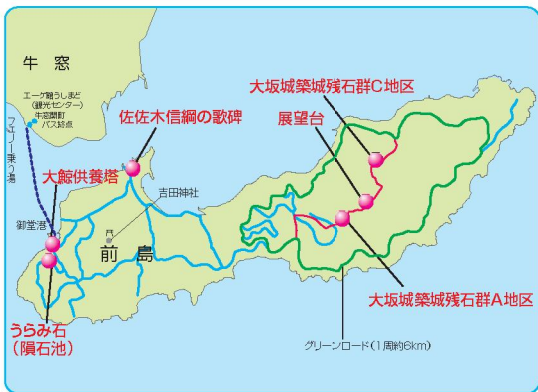 牛窓
エーゲ館うしまど
(観光センター)
牛窓関町
バス終点
フェリー乗り場
佐佐木信綱の歌碑
大坂城築城残石群C地区
展望台
大鯨供養塔
吉田神社
御堂港
前島
大坂城築城残石群A地区
うらみ石
(隕石池)
グリーンロード(1周約6km)